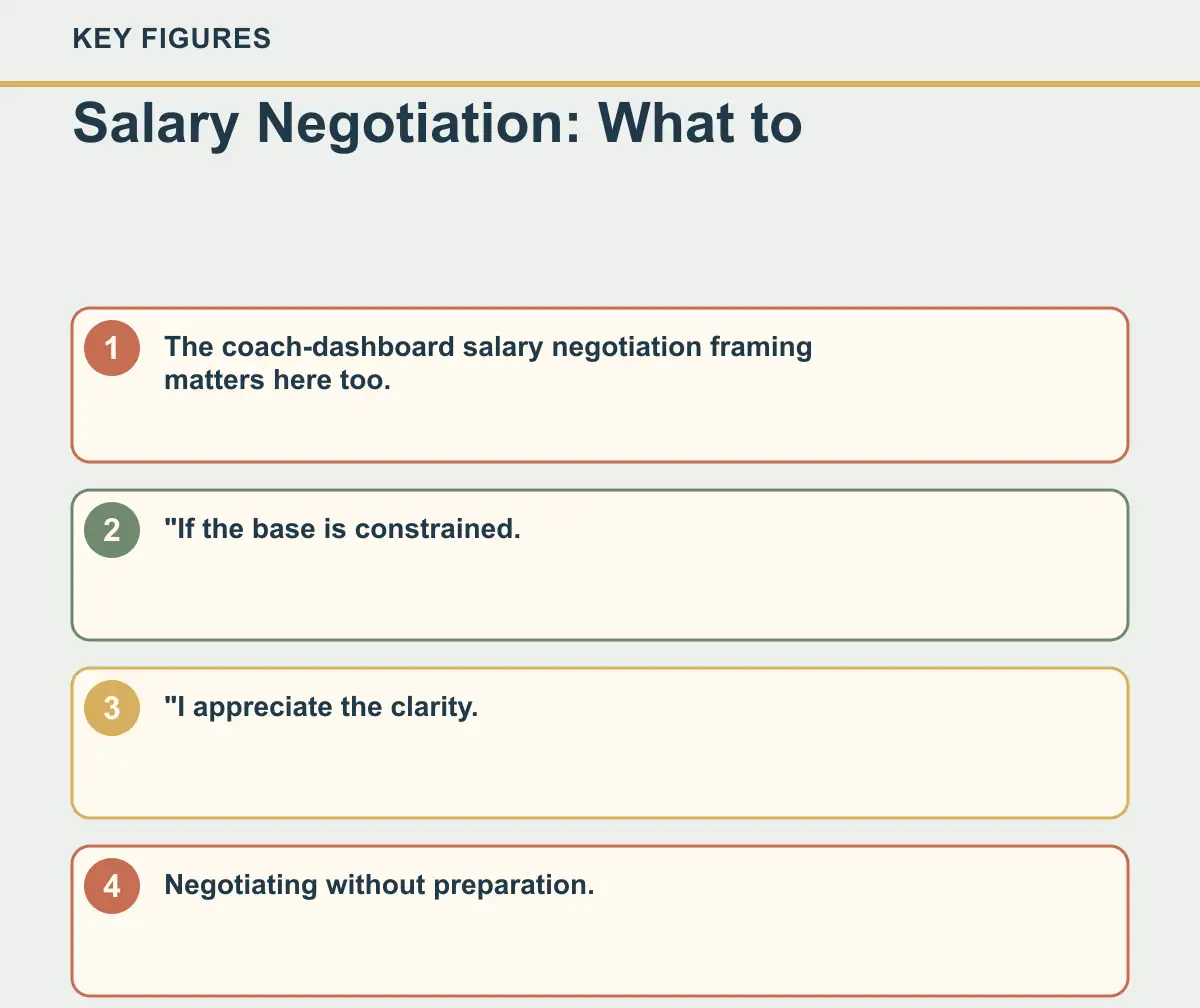 KEY FIGURES
Salary Negotiation: What to
1
The coach-dashboard salary negotiation framing
matters here too.
2
"If the base is constrained.
3
"I appreciate the clarity.
4
Negotiating without preparation.